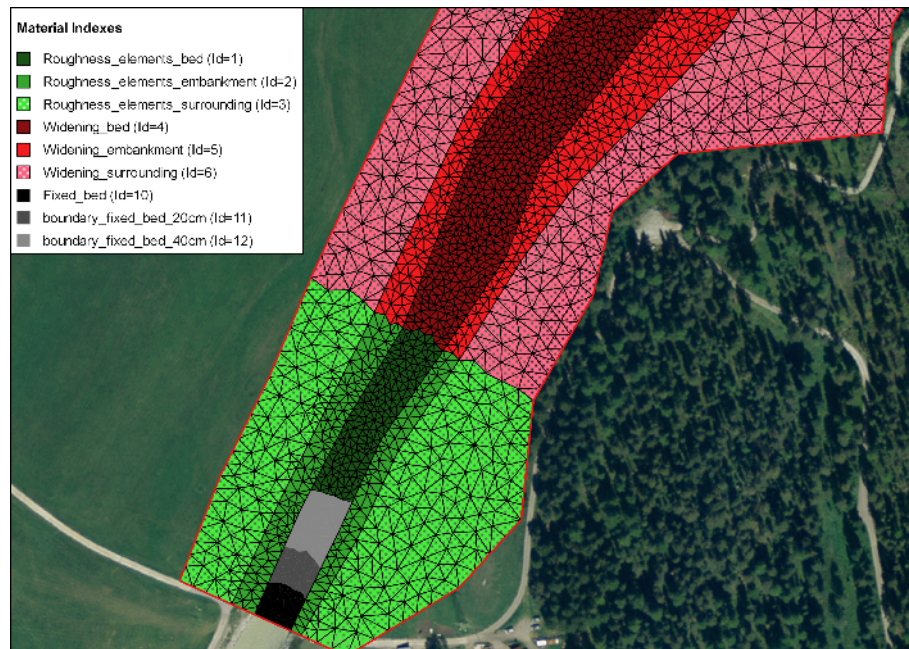 Material Indexes
Roughness_elements_bed (Id=1)
Roughness_elements_embankment (Id=2)
Roughness_elements_surrounding (Id=3)
Widening_bed (Id=4)
Widening_embankment (Id=5)
Widening_surrounding (Id=6)
Fixed_bed (Id=10)
boundary_fixed_bed_20cm (Id=11)
boundary_fixed_bed_40cm (Id=12)